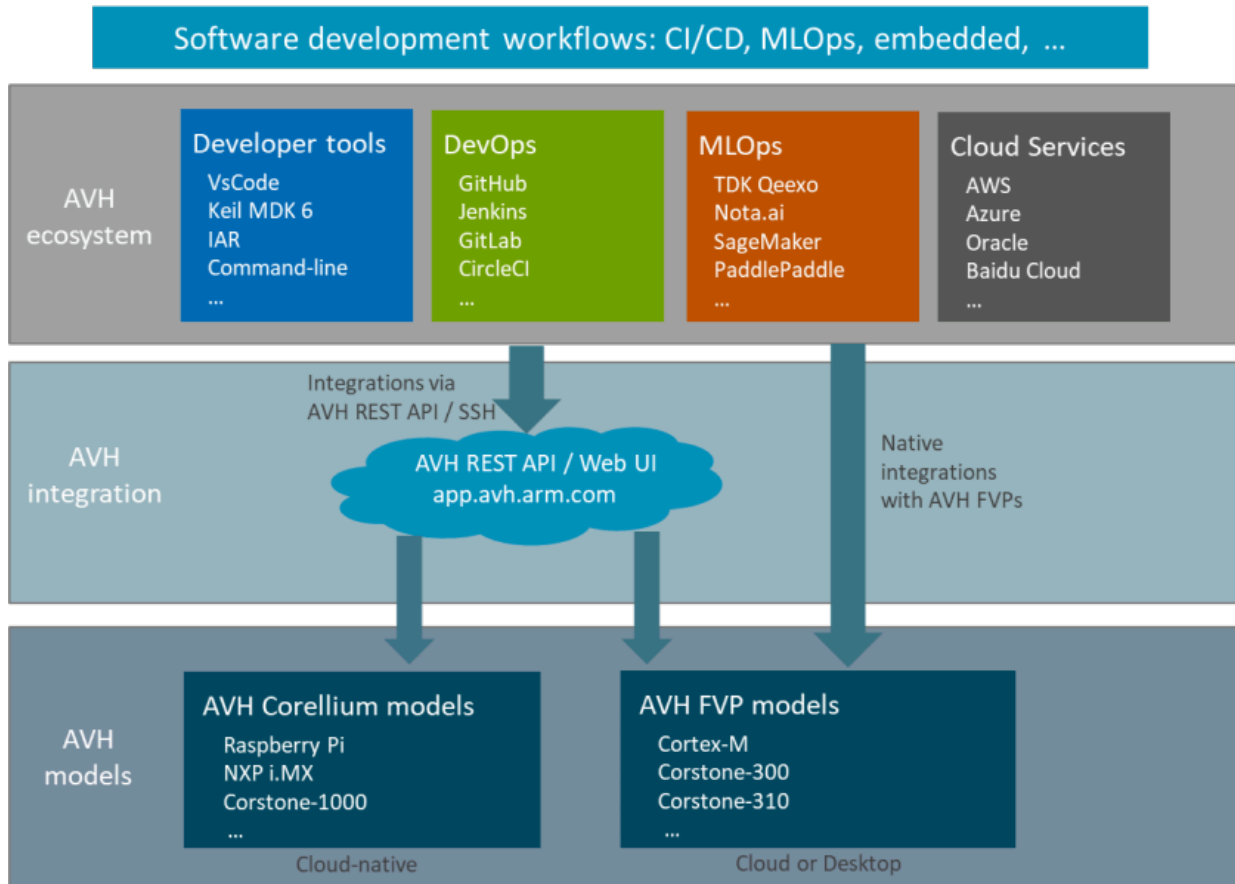 Software development workflows: CI/CD, MLOps, embedded, ...
AVH
ecosystem
Developer tools
VsCode
Keil MDK 6
IAR
Command-line
...
DevOps
GitHub
Jenkins
GitLab
CircleCI
...
MLOps
TDK Qeexo
Nota.ai
SageMaker
PaddlePaddle
...
Cloud Services
AWS
Azure
Oracle
Baidu Cloud
...
AVH
integration
Integrations via
AVH REST API / SSH
AVH REST API / Web UI
app.avh.arm.com
Native
integrations
with AVH FVPs
AVH
models
AVH Corellium models
Raspberry Pi
NXP i.MX
Corstone-1000
...
Cloud-native
AVH FVP models
Cortex-M
Corstone-300
Corstone-310
...
Cloud or Desktop